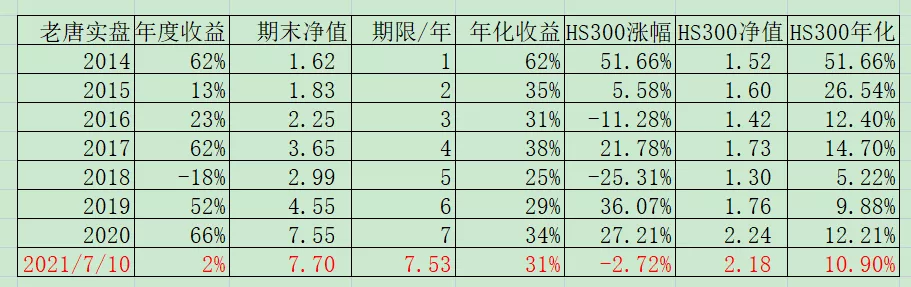 老唐实盘 年度收益 期末净值 期限/年 年化收益 HS300涨幅 HS300净值 HS300年化
2014 62% 1.62 1 62% 51.66% 1.52 51.66%
2015 13% 1.83 2 35% 5.58% 1.60 26.54%
2016 23% 2.25 3 31% -11.28% 1.42 12.40%
2017 62% 3.65 4 38% 21.78% 1.73 14.70%
2018 -18% 2.99 5 25% -25.31% 1.30 5.22%
2019 52% 4.55 6 29% 36.07% 1.76 9.88%
2020 66% 7.55 7 34% 27.21% 2.24 12.21%
2021/7/10 2% 7.70 7.53 31% -2.72% 2.18 10.90%